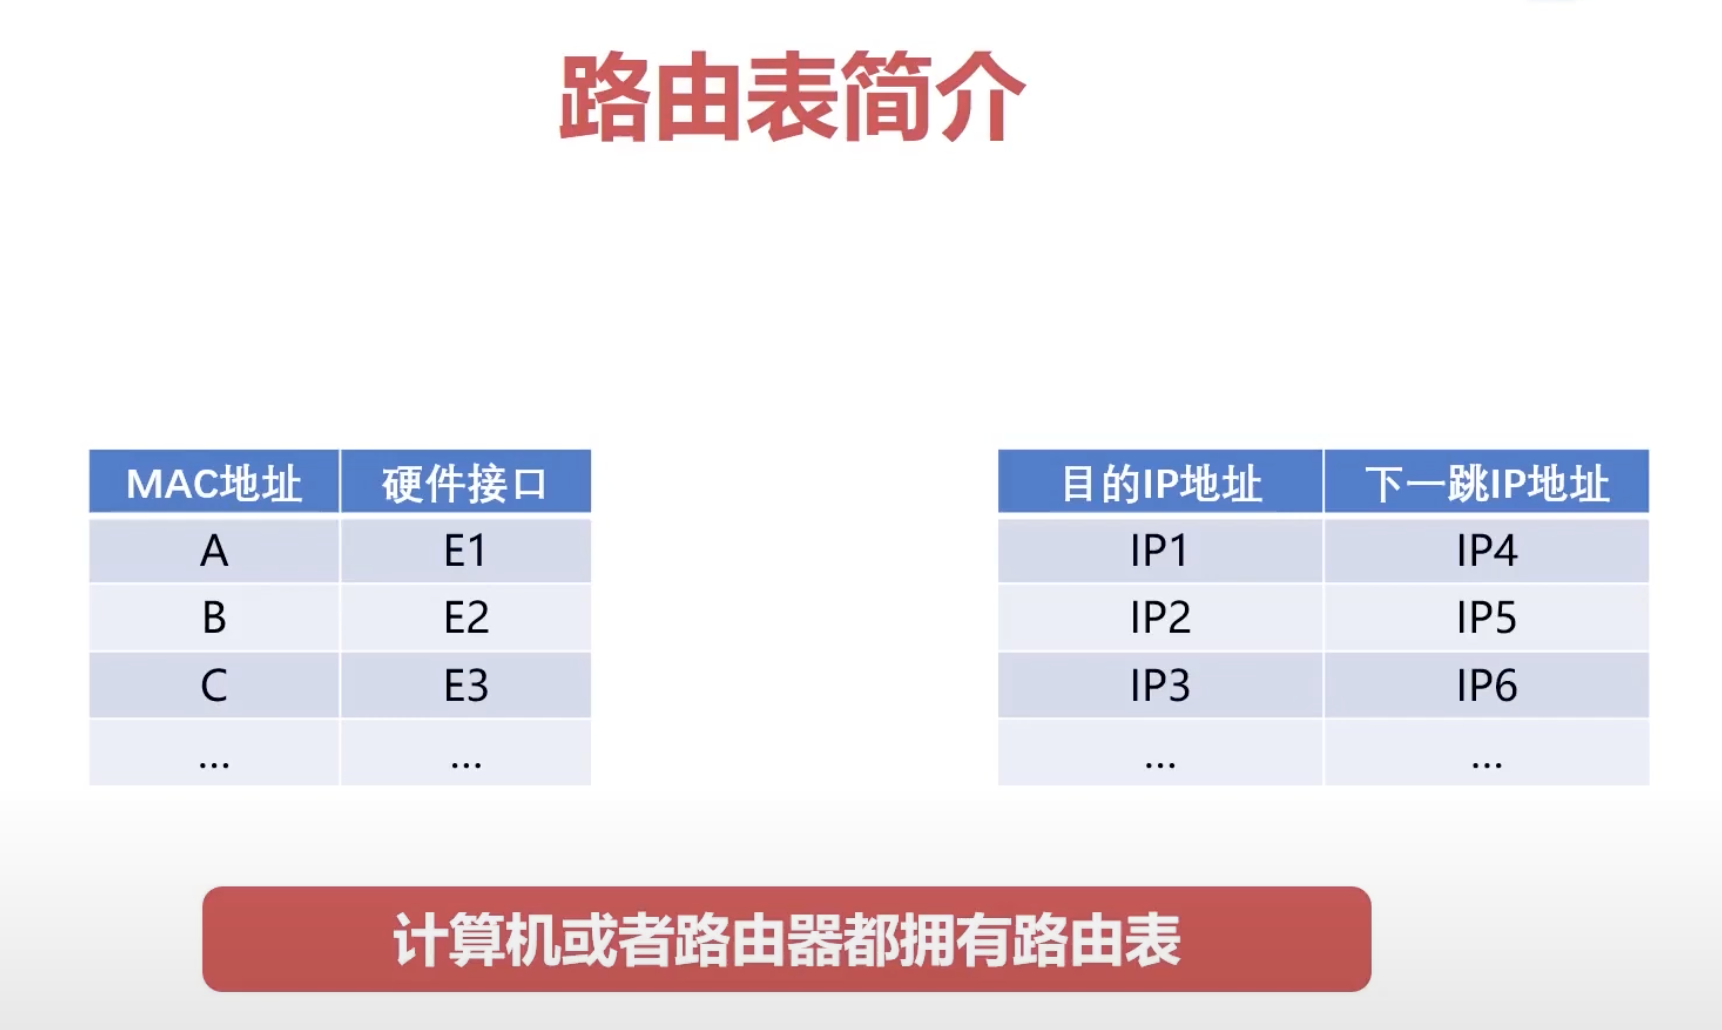 路由表简介
MAC地址 硬件接口
A E1
B E2
C E3
... ...
目的IP地址 下一跳IP地址
IP1 IP4
IP2 IP5
IP3 IP6
... ...
计算机或者路由器都拥有路由表